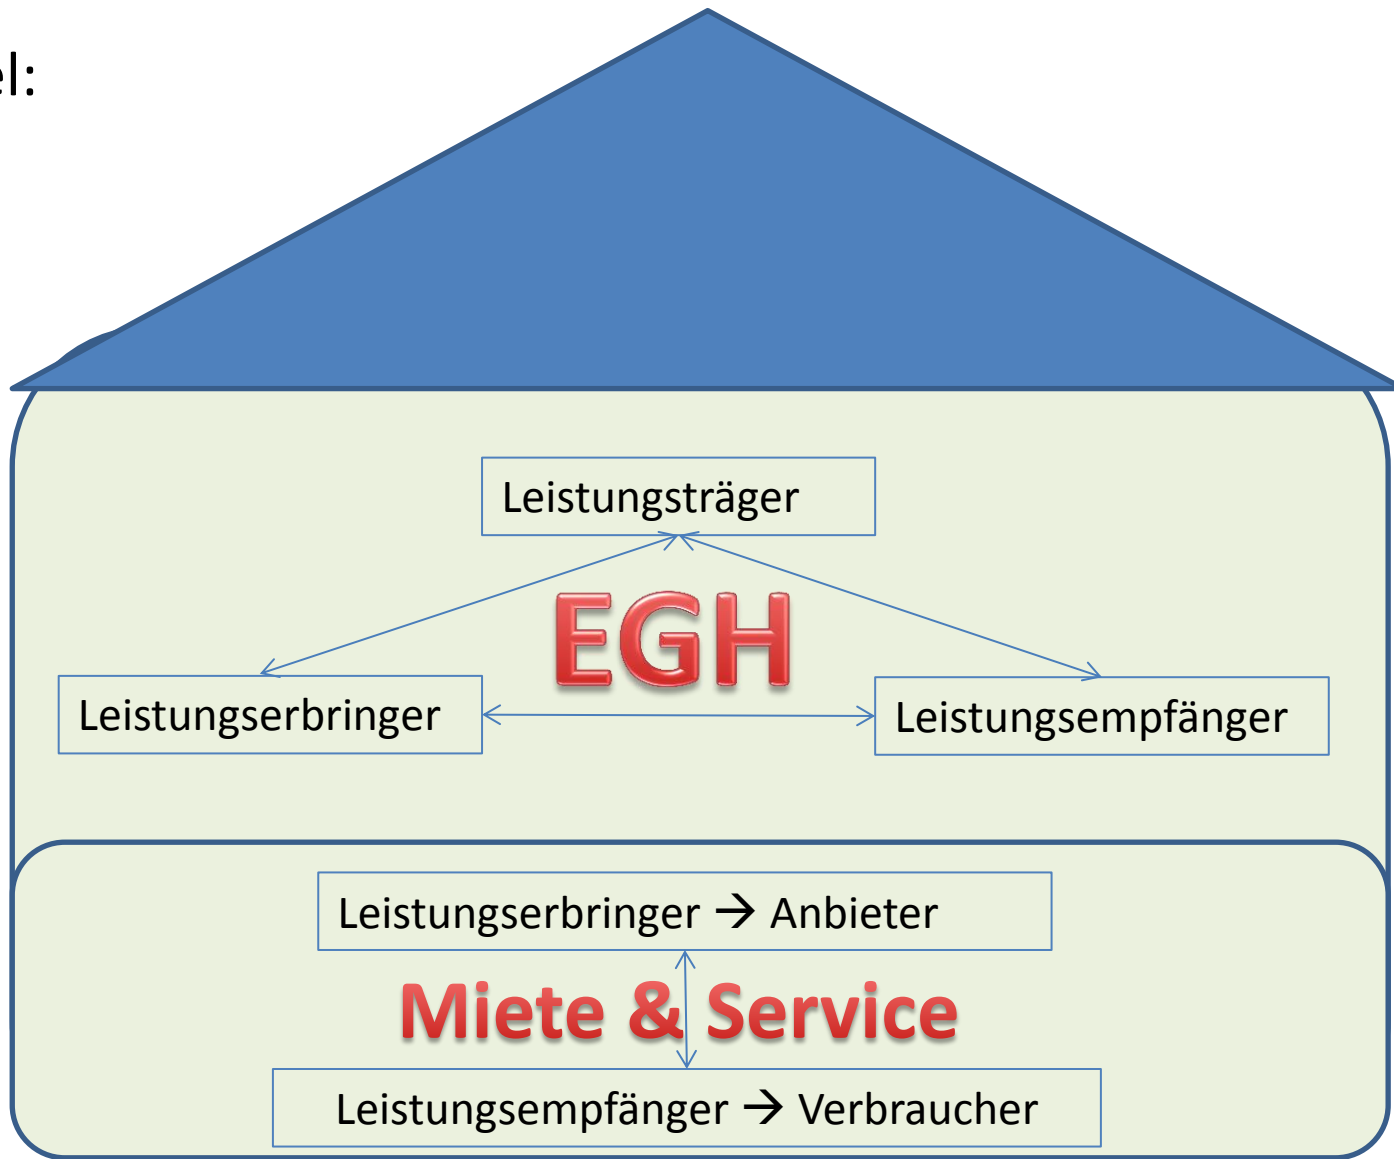 el:
Leistungsträger
EGH
Leistungserbringer
Leistungsempfänger
Leistungserbringer → Anbieter
Miete & Service
Leistungsempfänger → Verbraucher